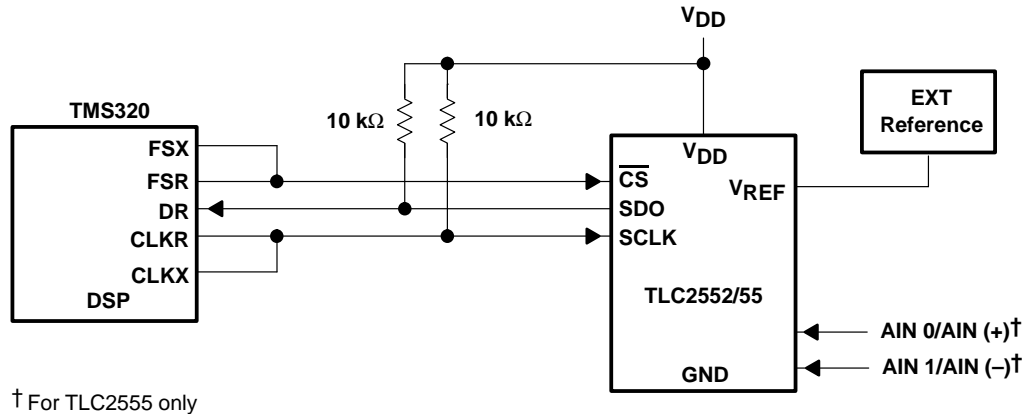 VDD
TMS320
10 kΩ
10 kΩ
EXT
Reference
FSX
FSR
DR
CLKR
CLKX
DSP
VDD
CS
SDO
SCLK
VREF
TLC2552/55
GND
AIN 0/AIN (+)†
AIN 1/AIN (–)†
† For TLC2555 only